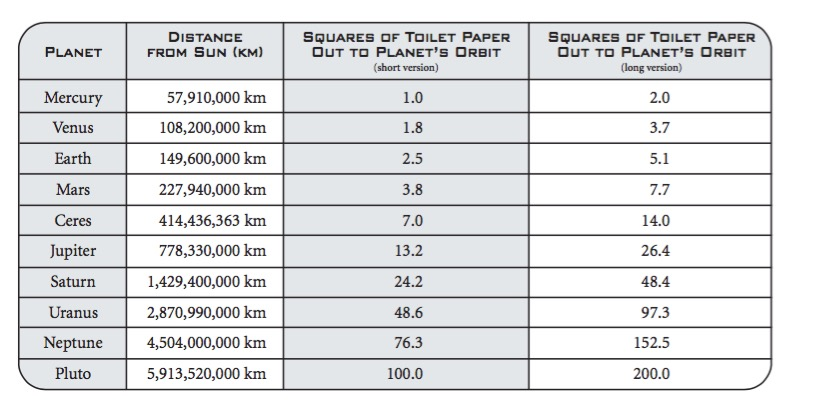 PLANET DISTANCE FROM SUN (KM) SQUARES OF TOILET PAPER OUT TO PLANET'S ORBIT (short version) SQUARES OF TOILET PAPER OUT TO PLANET'S ORBIT (long version)
Mercury 57,910,000 km 1.0 2.0
Venus 108,200,000 km 1.8 3.7
Earth 149,600,000 km 2.5 5.1
Mars 227,940,000 km 3.8 7.7
Ceres 414,436,363 km 7.0 14.0
Jupiter 778,330,000 km 13.2 26.4
Saturn 1,429,400,000 km 24.2 48.4
Uranus 2,870,990,000 km 48.6 97.3
Neptune 4,504,000,000 km 76.3 152.5
Pluto 5,913,520,000 km 100.0 200.0